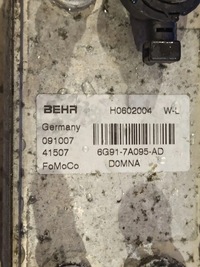 BEHR H0602004 W-L
Germany
091007
41507 6G91-7A095-AD
FoMoCo D0MNA